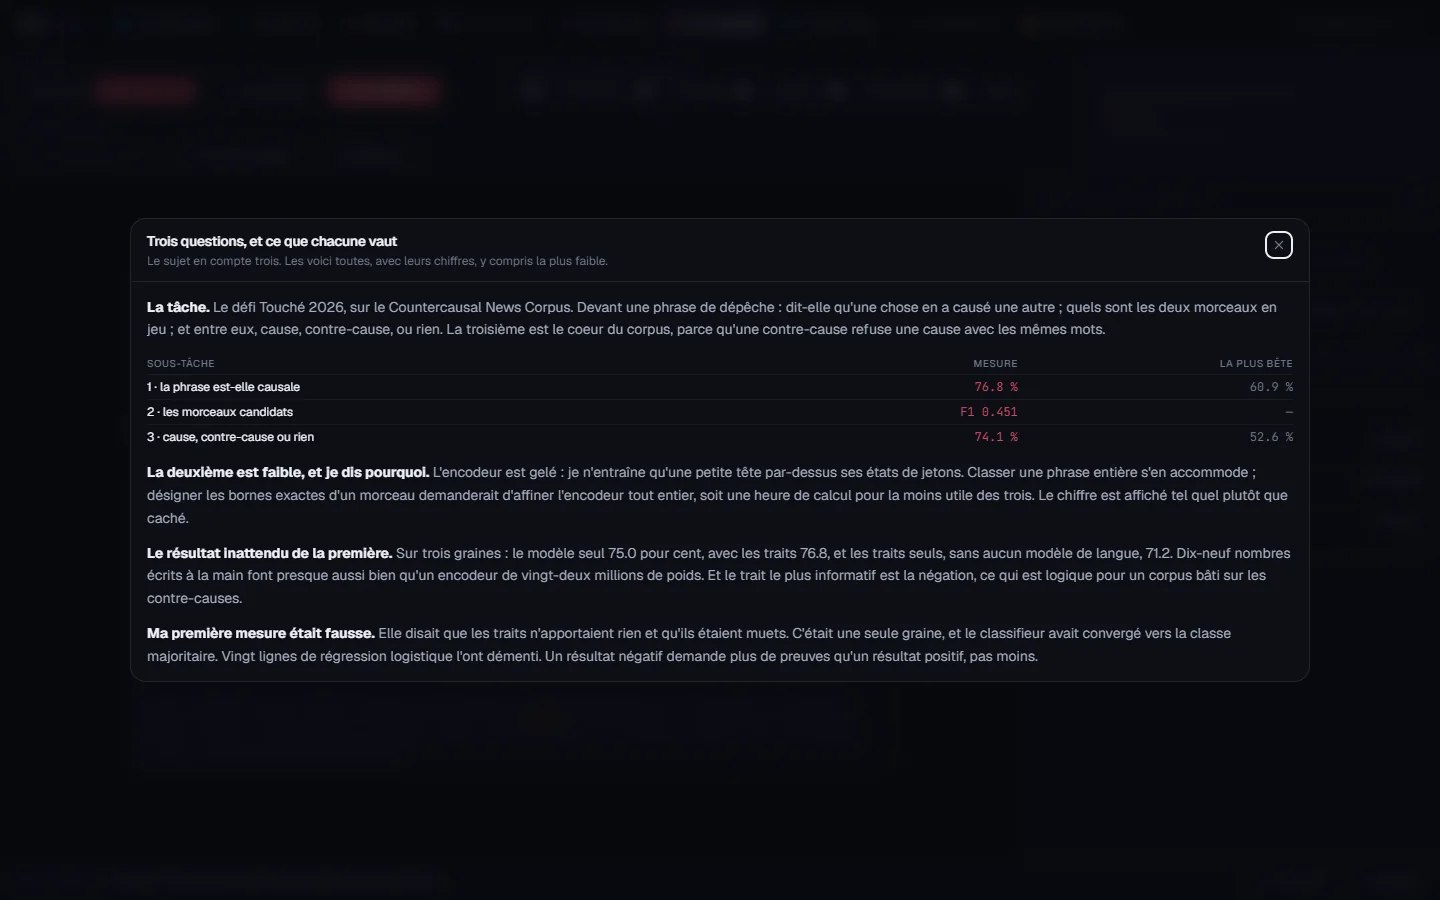 Trois questions, et ce que chacune vaut
Le sujet en compte trois. Les voici toutes, avec leurs chiffres, y compris la plus faible.
La tâche. Le défi Touché 2026, sur le Countercausal News Corpus. Devant une phrase de dépêche : dit-elle qu'une chose en a causé une autre ; quels sont les deux morceaux en
jeu ; et entre eux, cause, contre-cause, ou rien. La troisième est le coeur du corpus, parce qu'une contre-cause refuse une cause avec les mêmes mots.
SOUS-TÂCHE MESURE LA PLUS BÊTE
1 · la phrase est-elle causale 76.8 % 60.9 %
2 · les morceaux candidats F1 0.451 —
3 · cause, contre-cause ou rien 74.1 % 52.6 %
La deuxième est faible, et je dis pourquoi. L'encodeur est gelé : je n'entraîne qu'une petite tête par-dessus ses états de jetons. Classer une phrase entière s'en accommode ;
désigner les bornes exactes d'un morceau demanderait d'affiner l'encodeur tout entier, soit une heure de calcul pour la moins utile des trois. Le chiffre est affiché tel quel plutôt que
caché.
Le résultat inattendu de la première. Sur trois graines : le modèle seul 75.0 pour cent, avec les traits 76.8, et les traits seuls, sans aucun modèle de langue, 71.2. Dix-neuf nombres
écrits à la main font presque aussi bien qu'un encodeur de vingt-deux millions de poids. Et le trait le plus informatif est la négation, ce qui est logique pour un corpus bâti sur les
contre-causes.
Ma première mesure était fausse. Elle disait que les traits n'apportaient rien et qu'ils étaient muets. C'était une seule graine, et le classifieur avait convergé vers la classe
majoritaire. Vingt lignes de régression logistique l'ont démenti. Un résultat négatif demande plus de preuves qu'un résultat positif, pas moins.